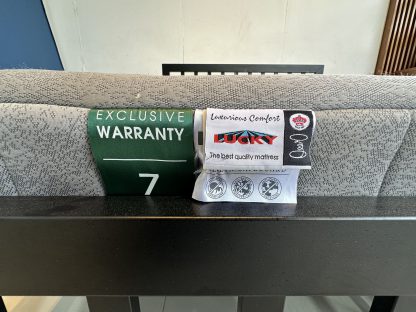 EXCLUSIVE
WARRANTY
7
Luxurious Comfort
LUCKY
The best quality mattress